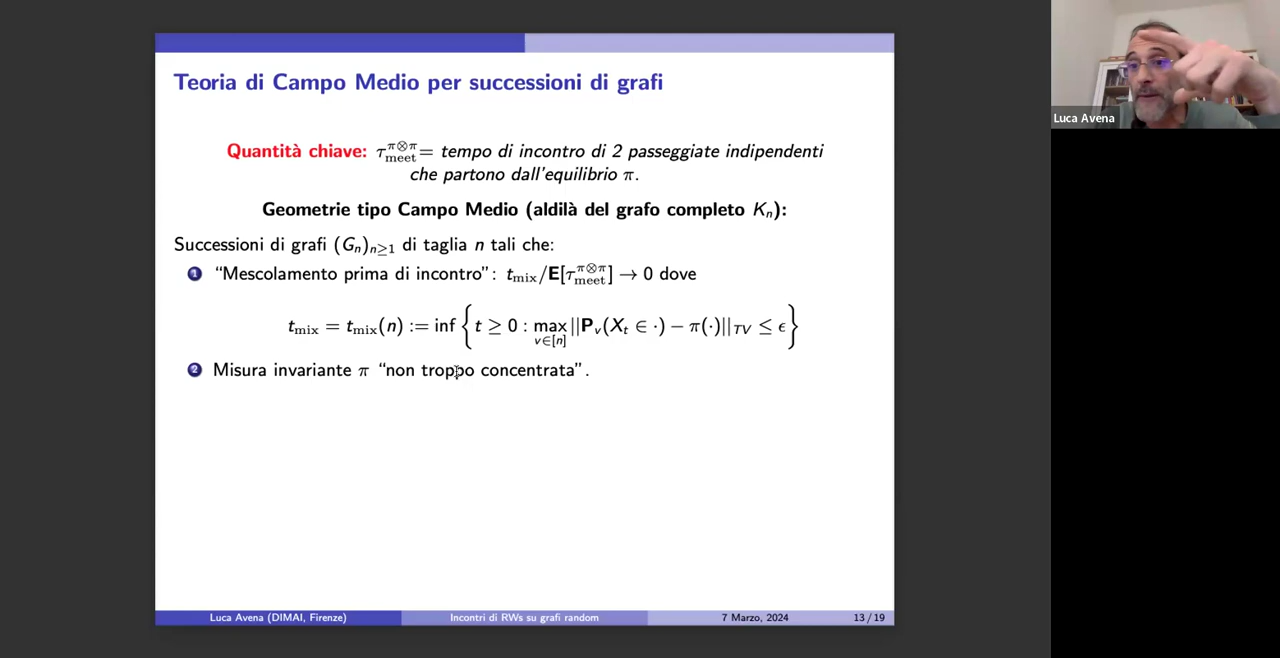 Teoria di Campo Medio per successioni di grafi
Quantità chiave: τ_meet^{π⊗π} = tempo di incontro di 2 passeggiate indipendenti
che partono dall'equilibrio π.
Geometrie tipo Campo Medio (aldilà del grafo completo K_n):
Successioni di grafi (G_n)_{n≥1} di taglia n tali che:
1 “Mescolamento prima di incontro”: t_mix/E[τ_meet^{π⊗π}] → 0 dove
t_mix = t_mix(n) := inf { t ≥ 0 : max_{v∈[n]} ||P_v(X_t ∈ ·) − π(·)||_TV ≤ ϵ }
2 Misura invariante π “non troppo concentrata”.
Luca Avena (DIMAI, Firenze) Incontri di RWs su grafi random 7 Marzo, 2024 13 / 19
Luca Avena